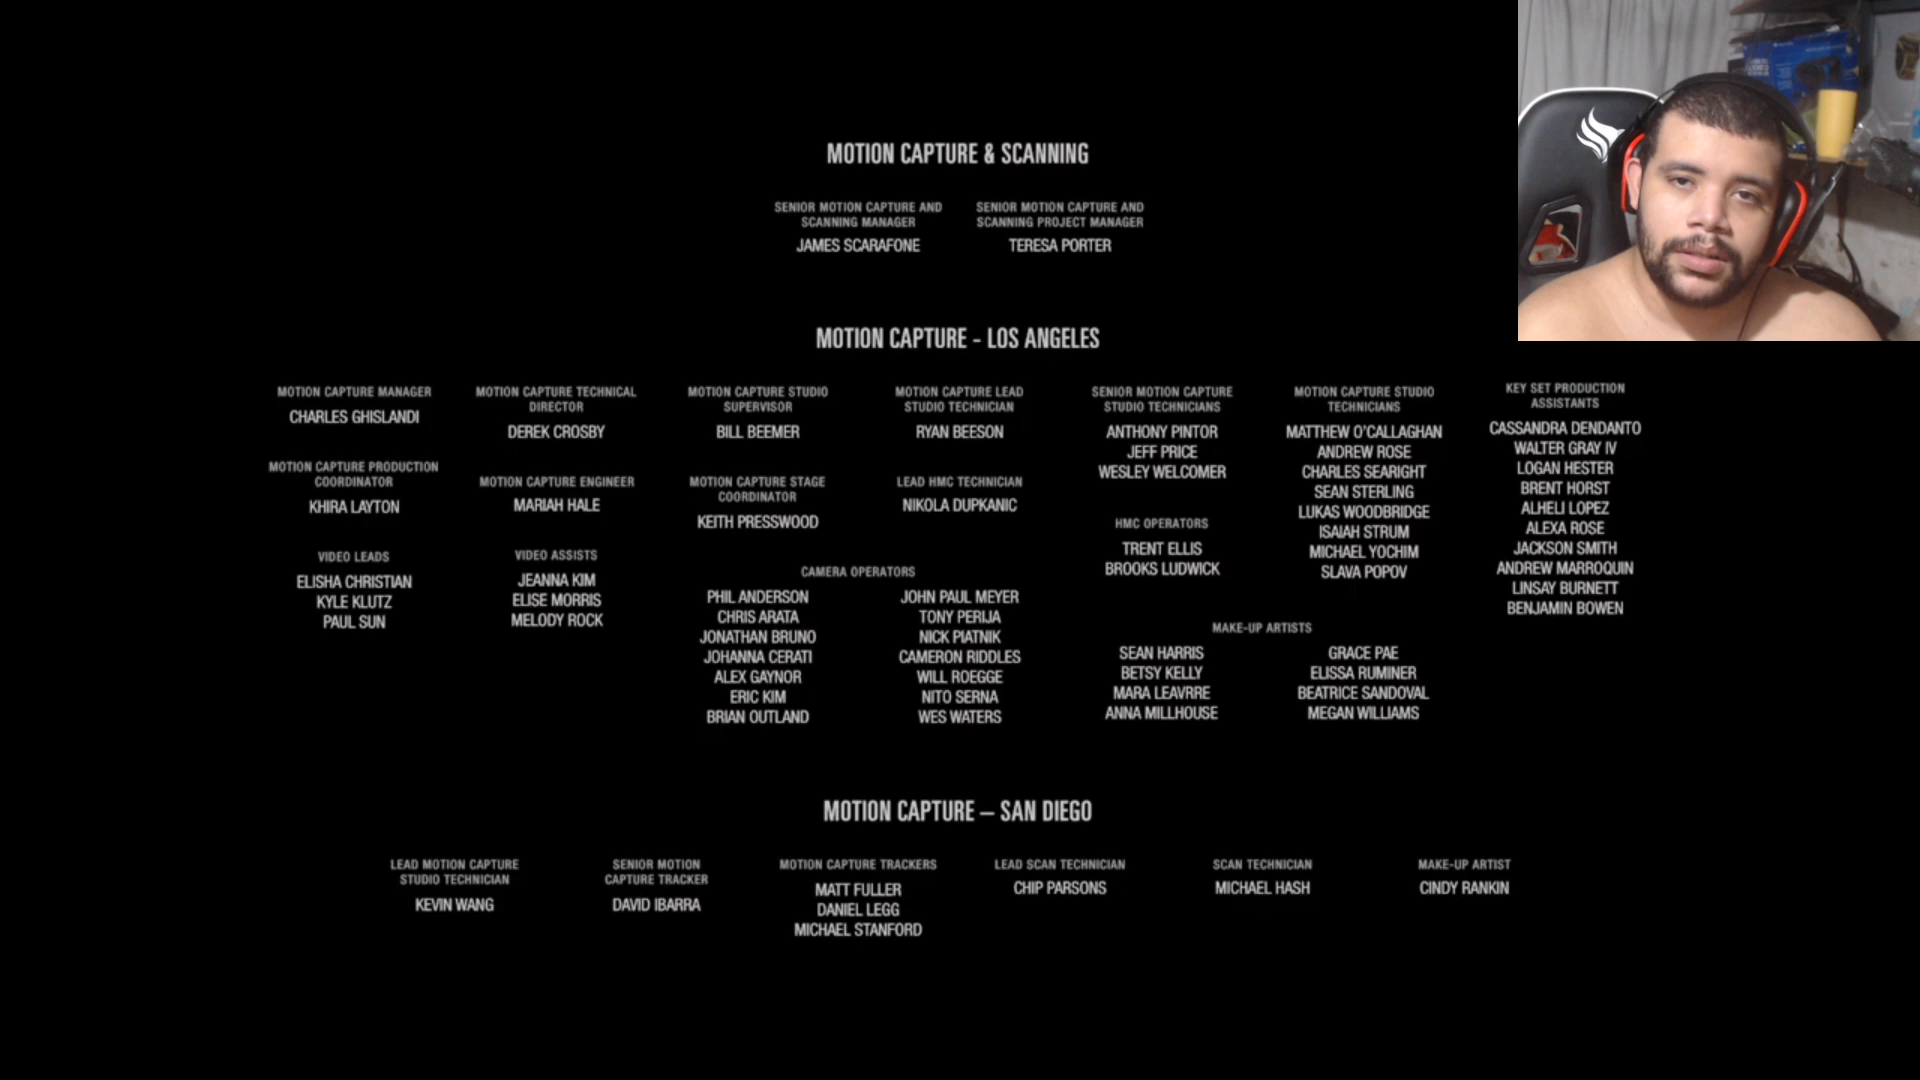 MOTION CAPTURE & SCANNING
SENIOR MOTION CAPTURE AND
SCANNING MANAGER
JAMES SCARAFONE
SENIOR MOTION CAPTURE AND
SCANNING PROJECT MANAGER
TERESA PORTER
MOTION CAPTURE - LOS ANGELES
MOTION CAPTURE MANAGER
CHARLES GHISLANDI
MOTION CAPTURE PRODUCTION
COORDINATOR
KHIRA LAYTON
VIDEO LEADS
ELISHA CHRISTIAN
KYLE KLUTZ
PAUL SUN
MOTION CAPTURE TECHNICAL
DIRECTOR
DEREK CROSBY
MOTION CAPTURE ENGINEER
MARIAH HALE
VIDEO ASSISTS
JEANNA KIM
ELISE MORRIS
MELODY ROCK
MOTION CAPTURE STUDIO
SUPERVISOR
BILL BEEMER
MOTION CAPTURE STAGE
COORDINATOR
KEITH PRESSWOOD
MOTION CAPTURE LEAD
STUDIO TECHNICIAN
RYAN BEESON
LEAD HMC TECHNICIAN
NIKOLA DUPKANIC
CAMERA OPERATORS
PHIL ANDERSON
CHRIS ARATA
JONATHAN BRUNO
JOHANNA CERATI
ALEX GAYNOR
ERIC KIM
BRIAN OUTLAND
JOHN PAUL MEYER
TONY PERIJA
NICK PIATNIK
CAMERON RIDDLES
WILL ROEGGE
NITO SERNA
WES WATERS
SENIOR MOTION CAPTURE
STUDIO TECHNICIANS
ANTHONY PINTOR
JEFF PRICE
WESLEY WELCOMER
HMC OPERATORS
TRENT ELLIS
BROOKS LUDWICK
MOTION CAPTURE STUDIO
TECHNICIANS
MATTHEW O'CALLAGHAN
ANDREW ROSE
CHARLES SEARIGHT
SEAN STERLING
LUKAS WOODBRIDGE
ISAIAH STRUM
MICHAEL YOCHIM
SLAVA POPOV
MAKE-UP ARTISTS
SEAN HARRIS
BETSY KELLY
MARA LEAVRRE
ANNA MILLHOUSE
GRACE PAE
ELISSA RUMINER
BEATRICE SANDOVAL
MEGAN WILLIAMS
KEY SET PRODUCTION
ASSISTANTS
CASSANDRA DENDANTO
WALTER GRAY IV
LOGAN HESTER
BRENT HORST
ALHELI LOPEZ
ALEXA ROSE
JACKSON SMITH
ANDREW MARROQUIN
LINSAY BURNETT
BENJAMIN BOWEN
MOTION CAPTURE – SAN DIEGO
LEAD MOTION CAPTURE
STUDIO TECHNICIAN
KEVIN WANG
SENIOR MOTION
CAPTURE TRACKER
DAVID IBARRA
MOTION CAPTURE TRACKERS
MATT FULLER
DANIEL LEGG
MICHAEL STANFORD
LEAD SCAN TECHNICIAN
CHIP PARSONS
SCAN TECHNICIAN
MICHAEL HASH
MAKE-UP ARTIST
CINDY RANKIN